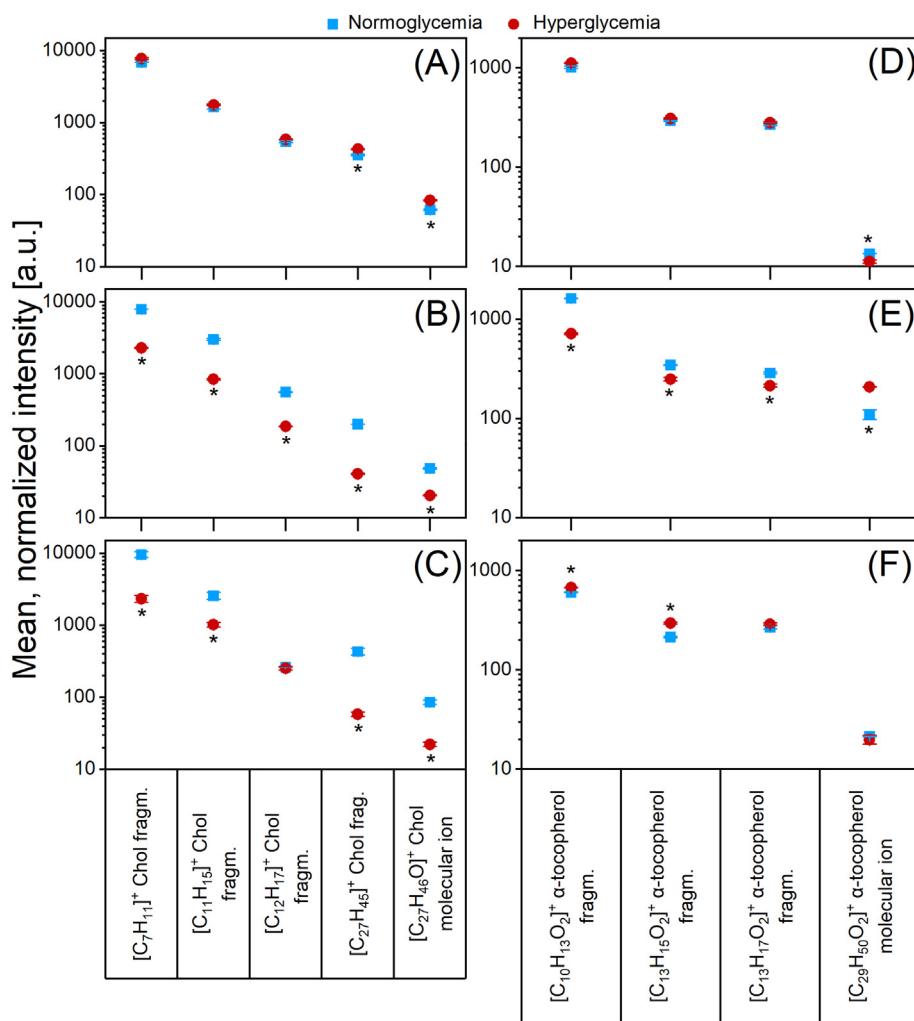 Normoglycemia
Hyperglycemia
Mean, normalized intensity [a.u.]
(A)
10000
1000
100
10
(D)
1000
100
10
(B)
10000
1000
100
10
*
*
*
*
*
*
*
*
(E)
1000
100
10
*
*
*
*
*
(C)
10000
1000
100
10
*
*
*
*
(F)
1000
100
10
*
*
[C₇H₁₁]⁺ Chol fragm.
[C₁₁H₁₅]⁺ Chol
fragm.
[C₁₂H₁₇]⁺ Chol
fragm.
[C₂₇H₄₅]⁺ Chol frag.
[C₂₇H₄₆O]⁺ Chol
molecular ion
[C₁₀H₁₃O₂]⁺ α-tocopherol
fragm.
[C₁₃H₁₅O₂]⁺ α-tocopherol
fragm.
[C₁₃H₁₇O₂]⁺ α-tocopherol
fragm.
[C₂₉H₅₀O₂]⁺ α-tocopherol
molecular ion